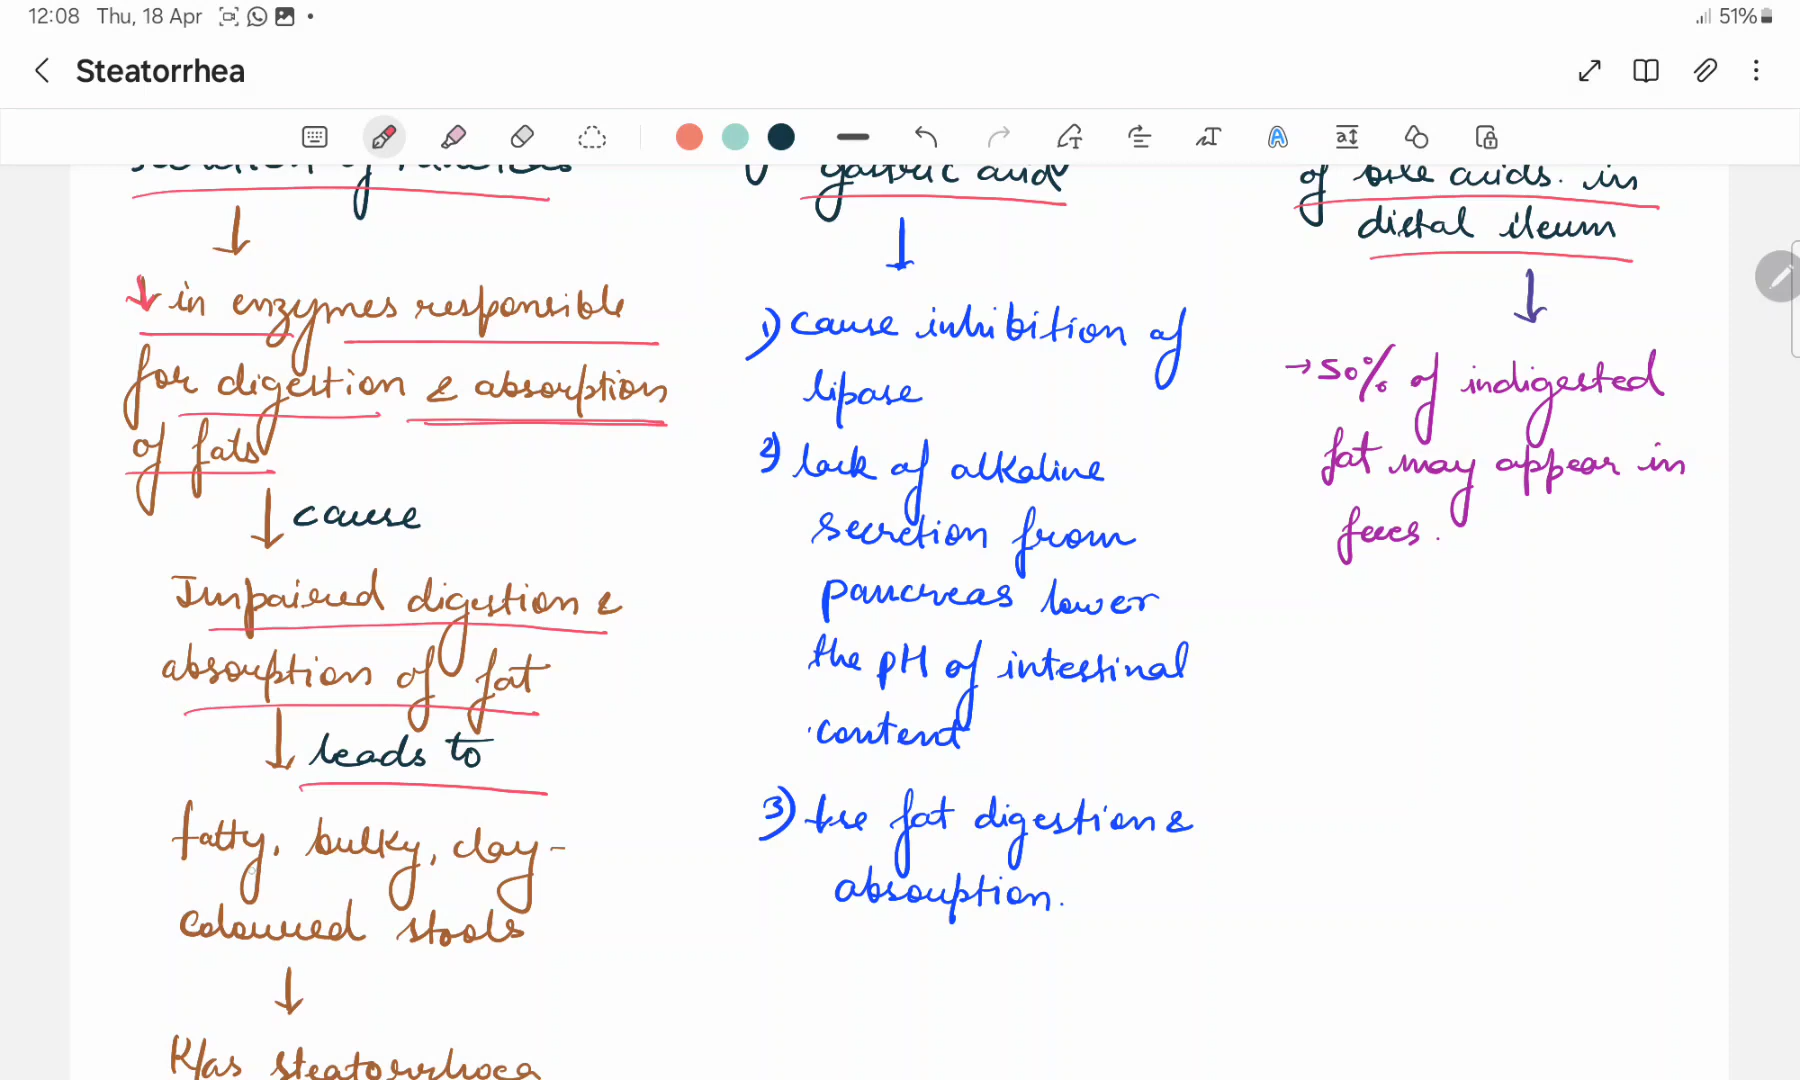 12:08 Thu, 18 Apr
51%
Steatorrhea
in enzymes responsible
for digestion & absorption
of fats
cause
Impaired digestion &
absorption of fat
leads to
fatty, bulky, clay-
coloured stools
K/as steatorrhoea
gastric acid
1) cause inhibition of
lipase
2) lack of alkaline
secretion from
pancreas lower
the pH of intestinal
content
3) fat digestion &
absorption.
of bile acids. in
distal ileum
→ 50% of indigested
fat may appear in
feces.